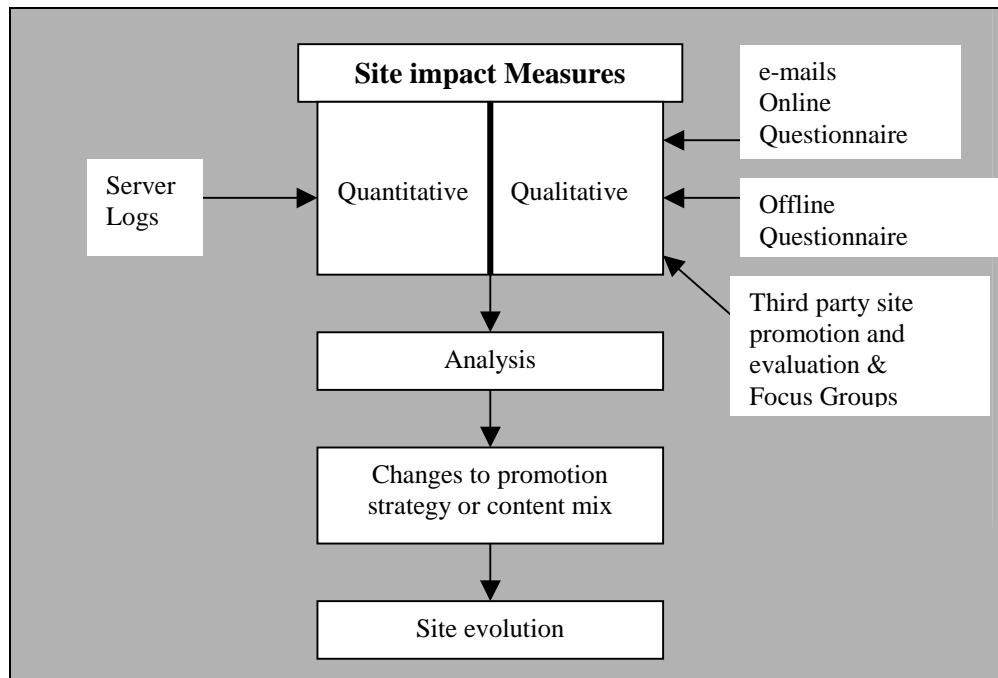 Site impact Measures
e-mails
Online
Questionnaire
Server
Logs
Quantitative
Qualitative
Offline
Questionnaire
Third party site
promotion and
evaluation &
Focus Groups
Analysis
Changes to promotion
strategy or content mix
Site evolution